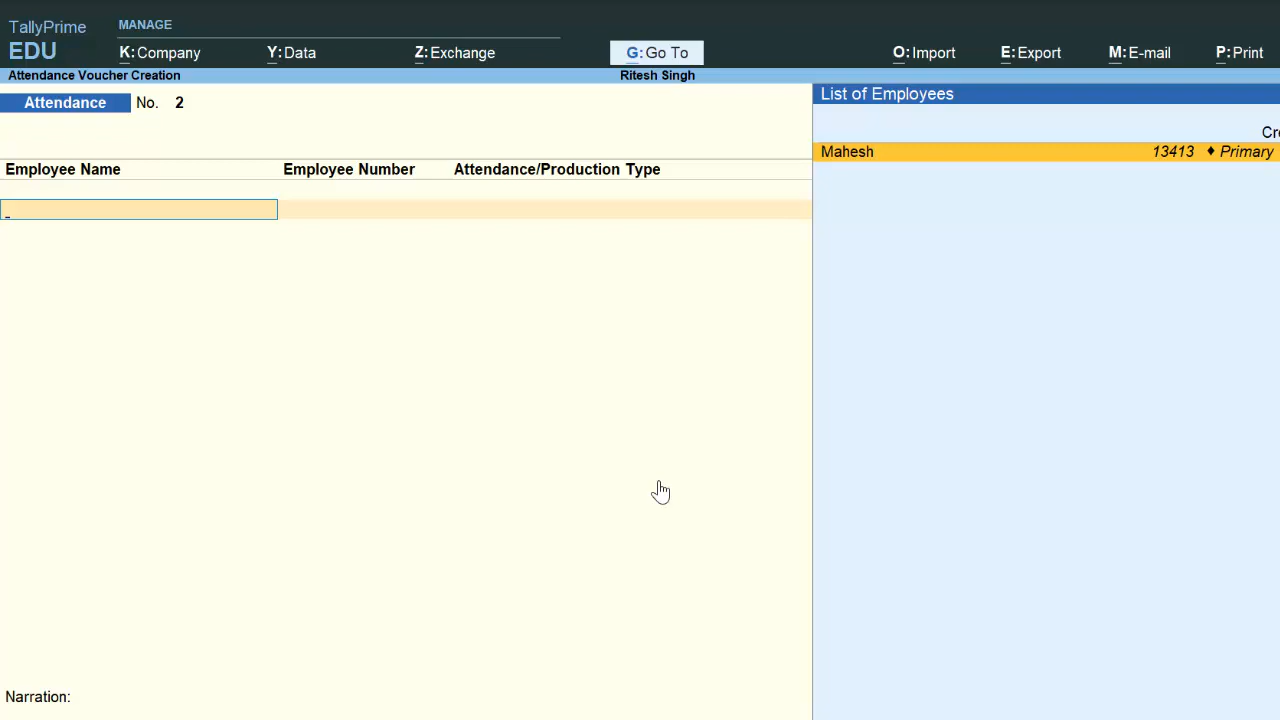 TallyPrime
EDU
MANAGE
K:Company
Y:Data
Z:Exchange
G:Go To
O:Import
E:Export
M:E-mail
P:Print
Attendance Voucher Creation
Ritesh Singh
Attendance No. 2
List of Employees
Cr
Mahesh 13413 ♦ Primary
Employee Name Employee Number Attendance/Production Type
Narration: